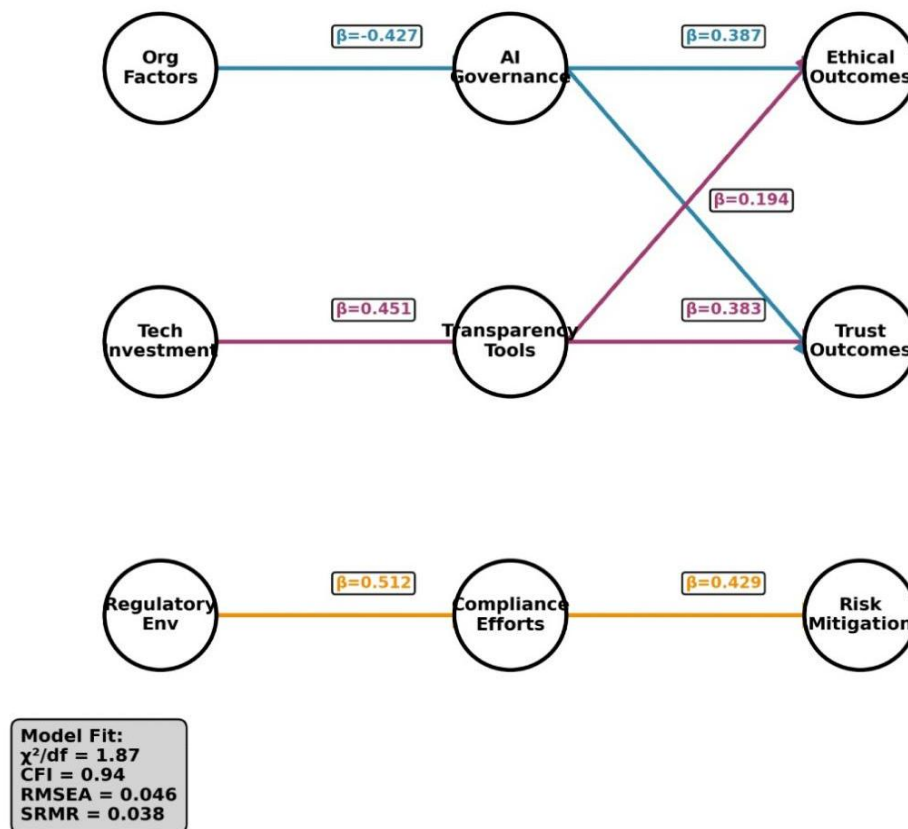 β=-0.427
β=0.387
Org
Factors
AI
Governance
Ethical
Outcomes
β=0.194
β=0.451
β=0.383
Tech
Investment
Transparency
Tools
Trust
Outcomes
β=0.512
β=0.429
Regulatory
Env
Compliance
Efforts
Risk
Mitigation
Model Fit:
χ²/df = 1.87
CFI = 0.94
RMSEA = 0.046
SRMR = 0.038